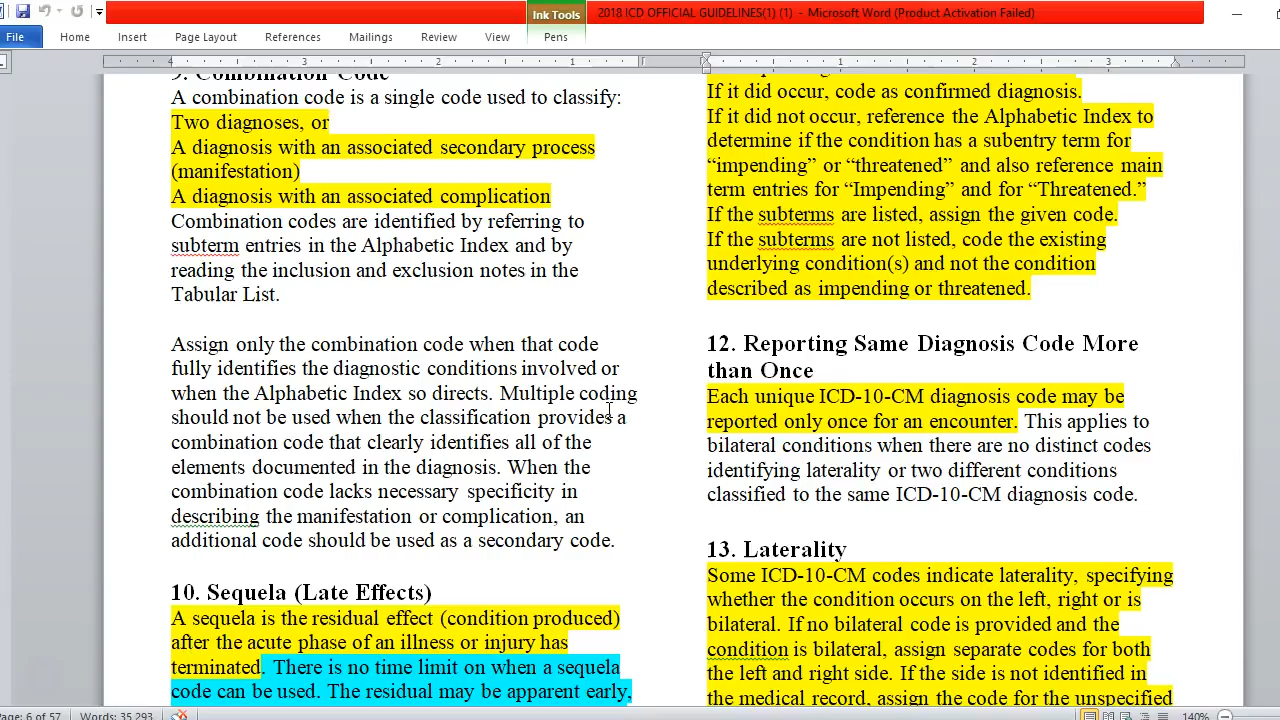 Ink Tools
2018 ICD OFFICIAL GUIDELINES(1) (1) - Microsoft Word (Product Activation Failed)
File Home Insert Page Layout References Mailings Review View Pens
4 3 2 1 1 2 3
9. Combination Code
A combination code is a single code used to classify:
Two diagnoses, or
A diagnosis with an associated secondary process
(manifestation)
A diagnosis with an associated complication
Combination codes are identified by referring to
subterm entries in the Alphabetic Index and by
reading the inclusion and exclusion notes in the
Tabular List.
Assign only the combination code when that code
fully identifies the diagnostic conditions involved or
when the Alphabetic Index so directs. Multiple coding
should not be used when the classification provides a
combination code that clearly identifies all of the
elements documented in the diagnosis. When the
combination code lacks necessary specificity in
describing the manifestation or complication, an
additional code should be used as a secondary code.
10. Sequela (Late Effects)
A sequela is the residual effect (condition produced)
after the acute phase of an illness or injury has
terminated. There is no time limit on when a sequela
code can be used. The residual may be apparent early,
If it did occur, code as confirmed diagnosis.
If it did not occur, reference the Alphabetic Index to
determine if the condition has a subentry term for
“impending” or “threatened” and also reference main
term entries for “Impending” and for “Threatened.”
If the subterms are listed, assign the given code.
If the subterms are not listed, code the existing
underlying condition(s) and not the condition
described as impending or threatened.
12. Reporting Same Diagnosis Code More
than Once
Each unique ICD-10-CM diagnosis code may be
reported only once for an encounter. This applies to
bilateral conditions when there are no distinct codes
identifying laterality or two different conditions
classified to the same ICD-10-CM diagnosis code.
13. Laterality
Some ICD-10-CM codes indicate laterality, specifying
whether the condition occurs on the left, right or is
bilateral. If no bilateral code is provided and the
condition is bilateral, assign separate codes for both
the left and right side. If the side is not identified in
the medical record, assign the code for the unspecified
Page: 6 of 57 Words: 35,293 140%